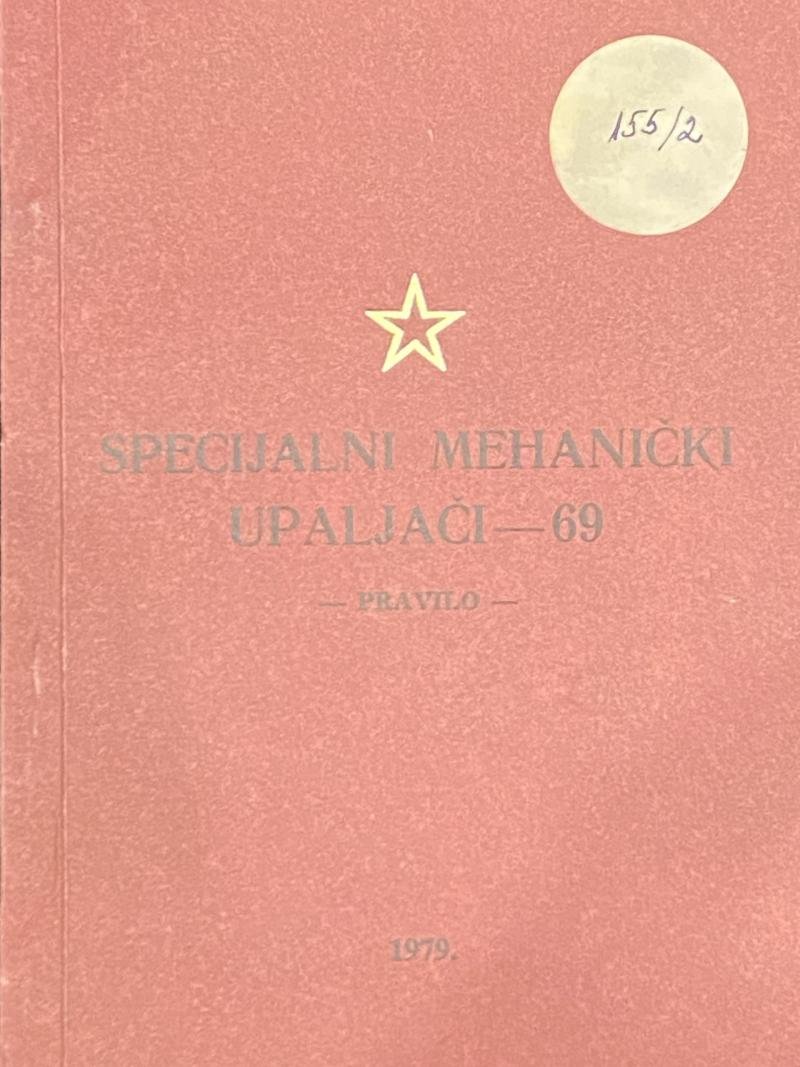 155/2
SPECIJALNI MEHANIČKI
UPALJAČI—69
— PRAVILO —
1979.